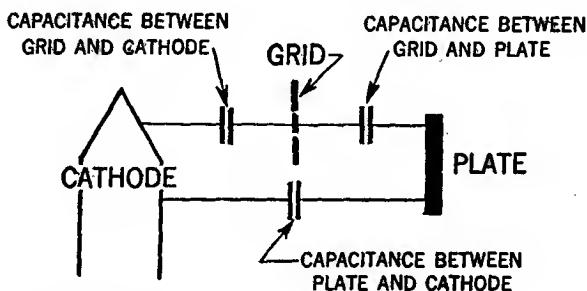 CAPACITANCE BETWEEN
GRID AND CATHODE
GRID
CAPACITANCE BETWEEN
GRID AND PLATE
CATHODE
PLATE
CAPACITANCE BETWEEN
PLATE AND CATHODE